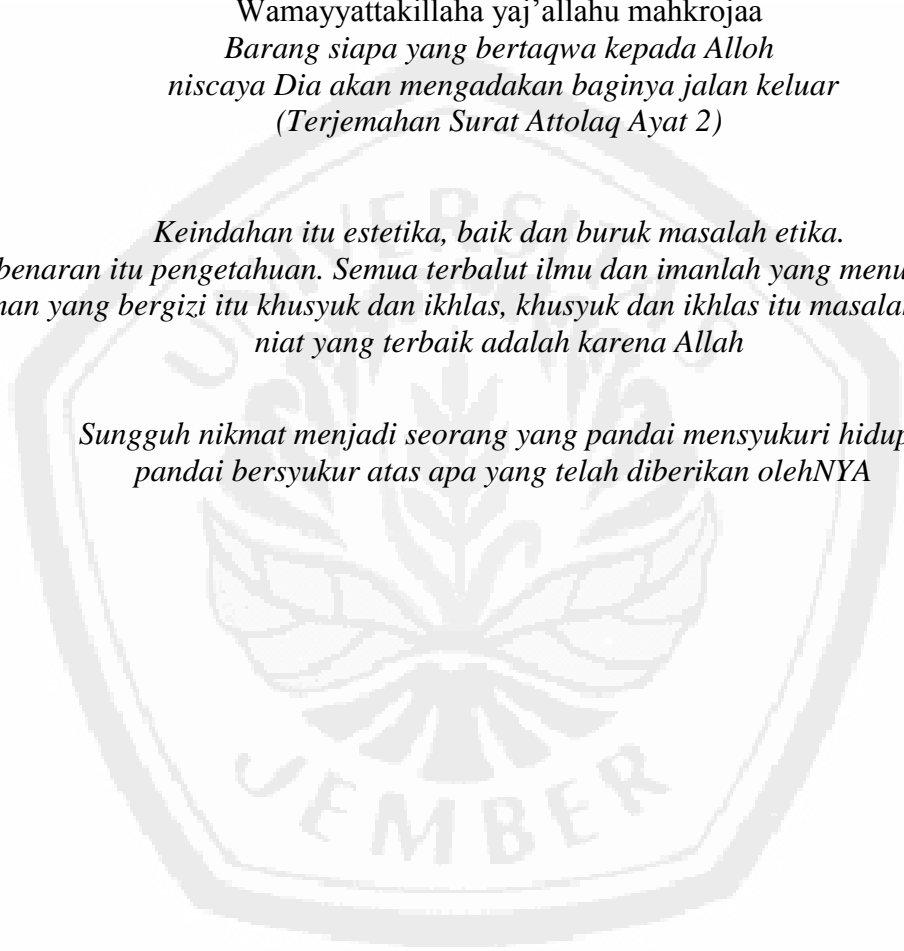 Wamayyattakillaha yaj’allahu mahkrojaa
Barang siapa yang bertaqwa kepada Alloh
niscaya Dia akan mengadakan baginya jalan keluar
(Terjemahan Surat Attolaq Ayat 2)
Keindahan itu estetika, baik dan buruk masalah etika.
benaran itu pengetahuan. Semua terbalut ilmu dan imanlah yang menu
nan yang bergizi itu khusyuk dan ikhlas, khusyuk dan ikhlas itu masala
niat yang terbaik adalah karena Allah
Sungguh nikmat menjadi seorang yang pandai mensyukuri hidup
pandai bersyukur atas apa yang telah diberikan olehNYA
UNIVERSITAS
JEMBER